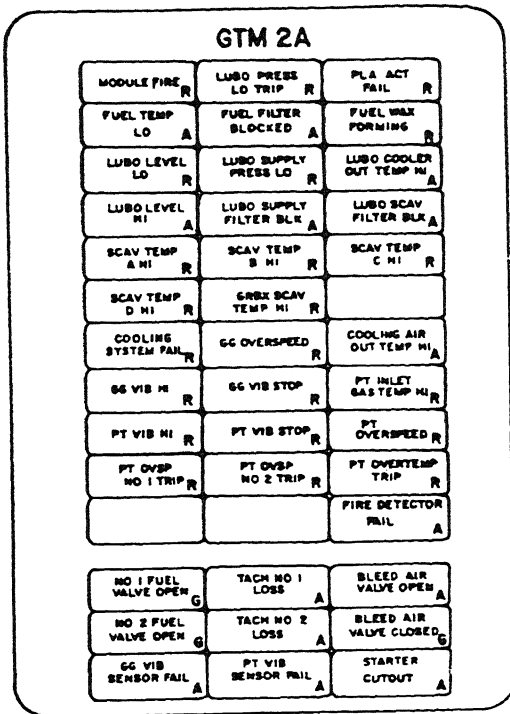 GTM 2A
MODULE FIRE R
LUBO PRESS
LO TRIP R
PLA ACT
FAIL R
FUEL TEMP
LO A
FUEL FILTER
BLOCKED A
FUEL WAX
FORMING R
LUBO LEVEL
LO R
LUBO SUPPLY
PRESS LO R
LUBO COOLER
OUT TEMP HI A
LUBO LEVEL
HI A
LUBO SUPPLY
FILTER BLK A
LUBO SCAV
FILTER BLK A
SCAV TEMP
A HI R
SCAV TEMP
B HI R
SCAV TEMP
C HI R
SCAV TEMP
D HI R
GRBX SCAV
TEMP HI R
COOLING
SYSTEM FAIL R
GG OVERSPEED R
COOLING AIR
OUT TEMP HI A
GG VIB HI R
GG VIB STOP R
PT INLET
GAS TEMP HI R
PT VIB HI R
PT VIB STOP R
PT
OVERSPEED R
PT OVSP
NO 1 TRIP R
PT OVSP
NO 2 TRIP R
PT OVERTEMP
TRIP R
FIRE DETECTOR
FAIL A
NO 1 FUEL
VALVE OPEN G
TACH NO 1
LOSS A
BLEED AIR
VALVE OPEN A
NO 2 FUEL
VALVE OPEN G
TACH NO 2
LOSS A
BLEED AIR
VALVE CLOSED G
GG VIB
SENSOR FAIL A
PT VIB
SENSOR FAIL A
STARTER
CUTOUT A